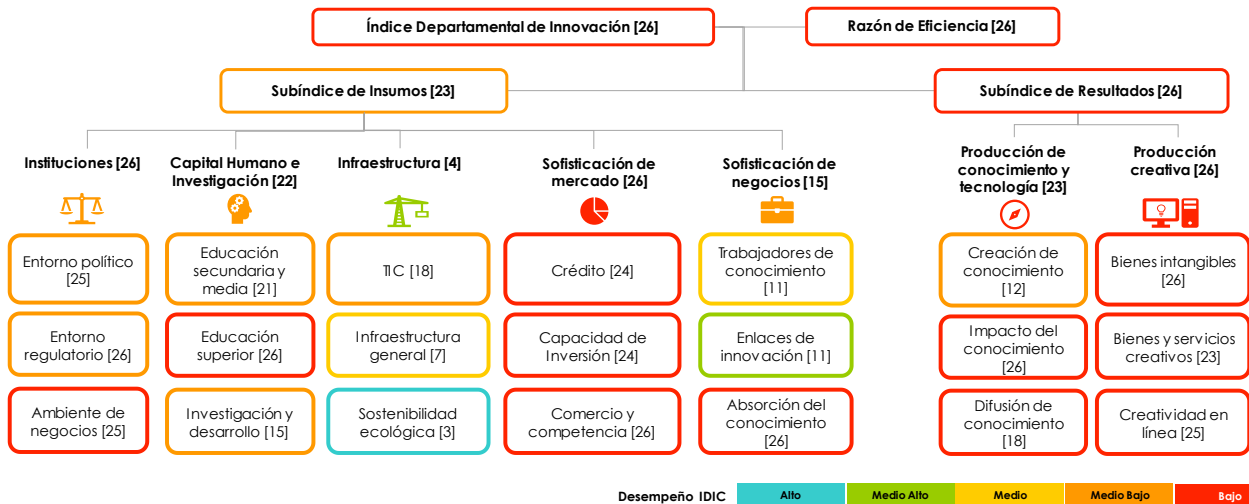 Índice Departamental de Innovación [26]
Razón de Eficiencia [26]
Subíndice de Insumos [23]
Subíndice de Resultados [26]
Instituciones [26]
Capital Humano e
Investigación [22]
Infraestructura [4]
Sofisticación de
mercado [26]
Sofisticación de
negocios [15]
Producción de
conocimiento y
tecnología [23]
Producción
creativa [26]
Entorno político
[25]
Educación
secundaria y
media [21]
TIC [18]
Crédito [24]
Trabajadores de
conocimiento
[11]
Creación de
conocimiento
[12]
Bienes intangibles
[26]
Entorno
regulatorio [26]
Educación
superior [26]
Infraestructura
general [7]
Capacidad de
Inversión [24]
Enlaces de
innovación [11]
Impacto del
conocimiento
[26]
Bienes y servicios
creativos [23]
Ambiente de
negocios [25]
Investigación y
desarrollo [15]
Sostenibilidad
ecológica [3]
Comercio y
competencia [26]
Absorción del
conocimiento
[26]
Difusión de
conocimiento
[18]
Creatividad en
línea [25]
Desempeño IDIC Alto Medio Alto Medio Medio Bajo Bajo